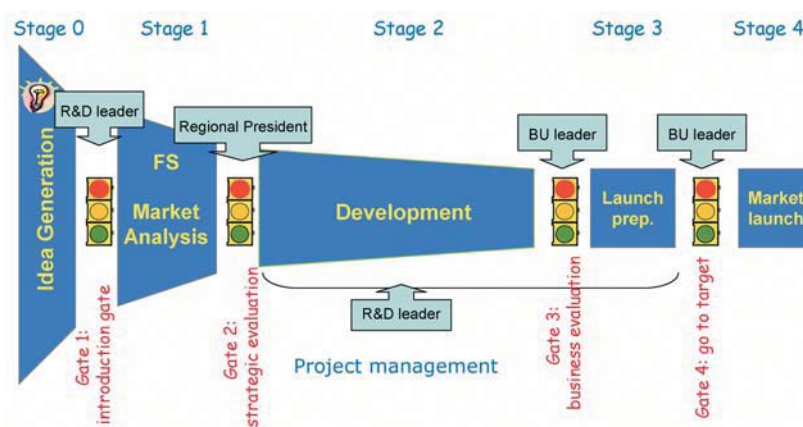 Stage 0
Stage 1
Stage 2
Stage 3
Stage 4
R&D leader
Regional President
BU leader
BU leader
Idea Generation
FS
Market
Analysis
Development
Launch
prep.
Market
launch
Gate 1:
introduction gate
Gate 2:
strategic evaluation
R&D leader
Project management
Gate 3:
business evaluation
Gate 4: go to target